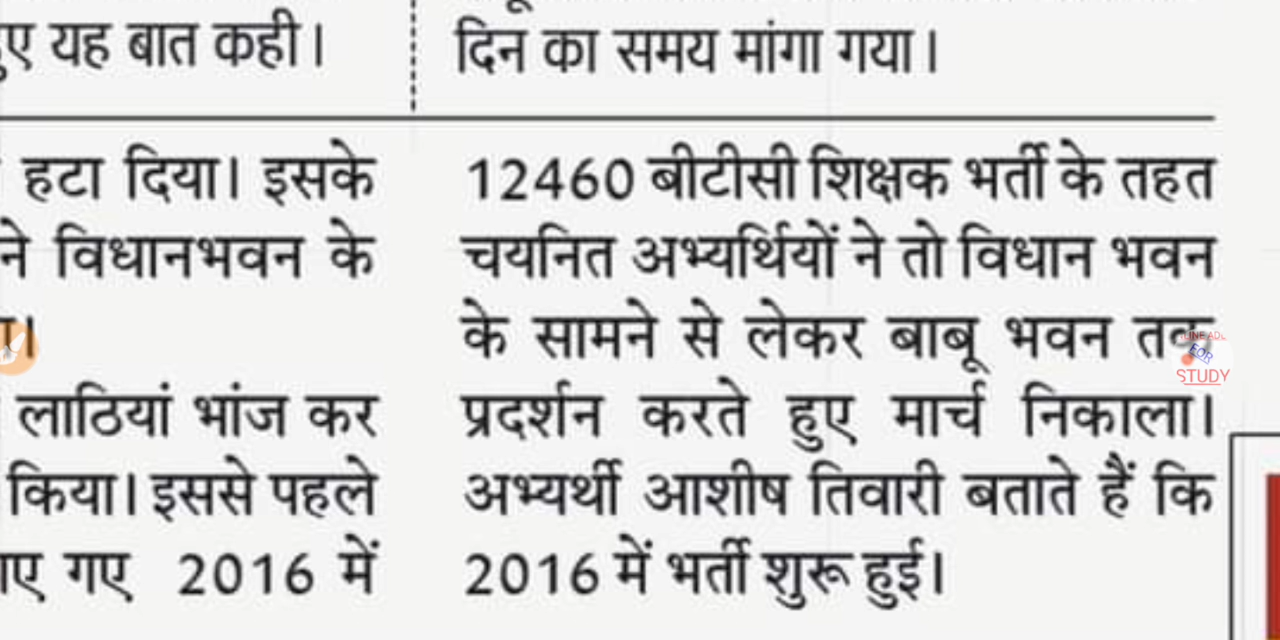 हुए यह बात कही।
दिन का समय मांगा गया।
हटा दिया। इसके
ने विधानभवन के
लाठियां भांज कर
किया। इससे पहले
गए 2016 में
12460 बीटीसी शिक्षक भर्ती के तहत
चयनित अभ्यर्थियों ने तो विधान भवन
के सामने से लेकर बाबू भवन तक
प्रदर्शन करते हुए मार्च निकाला।
अभ्यर्थी आशीष तिवारी बताते हैं कि
2016 में भर्ती शुरू हुई।
FOR
STUDY